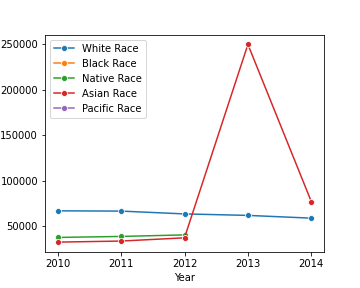 250000
200000
150000
100000
50000
White Race
Black Race
Native Race
Asian Race
Pacific Race
2010 2011 2012 2013 2014
Year